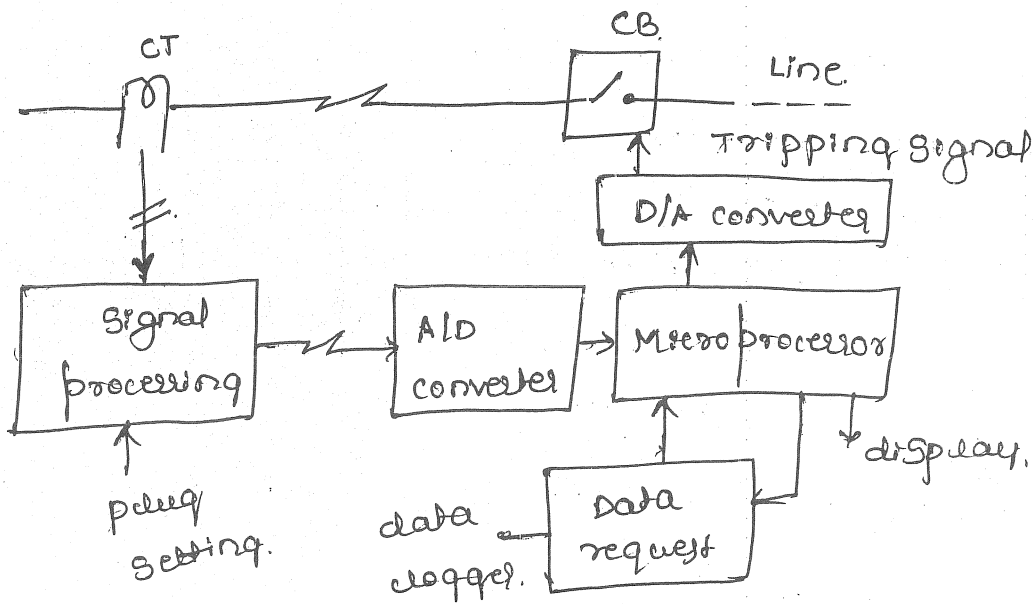 CT
CB.
Line.
Tripping Signal
D/A converter
Signal
processing
A/D
converter
Micro processor
display.
plug
setting.
data
logger.
Data
request